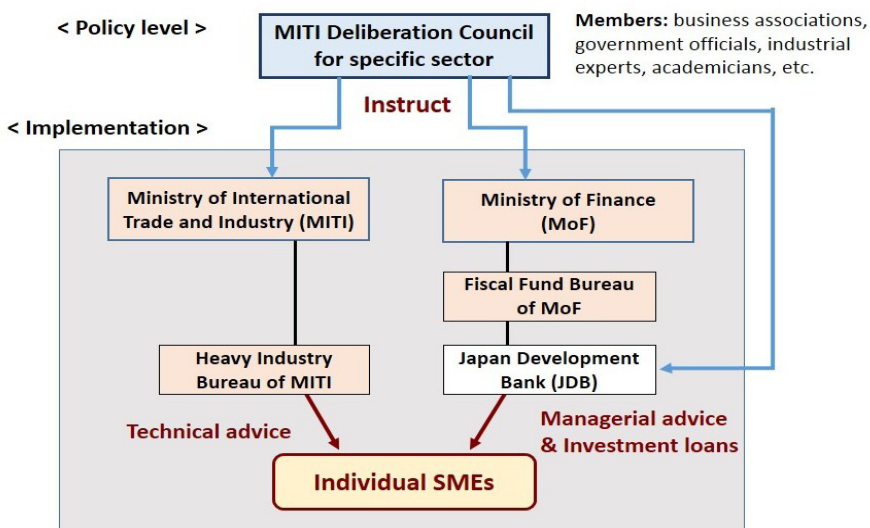 < Policy level >
MITI Deliberation Council
for specific sector
Members: business associations,
government officials, industrial
experts, academicians, etc.
Instruct
< Implementation >
Ministry of International
Trade and Industry (MITI)
Ministry of Finance
(MoF)
Fiscal Fund Bureau
of MoF
Heavy Industry
Bureau of MITI
Japan Development
Bank (JDB)
Technical advice
Managerial advice
& Investment loans
Individual SMEs